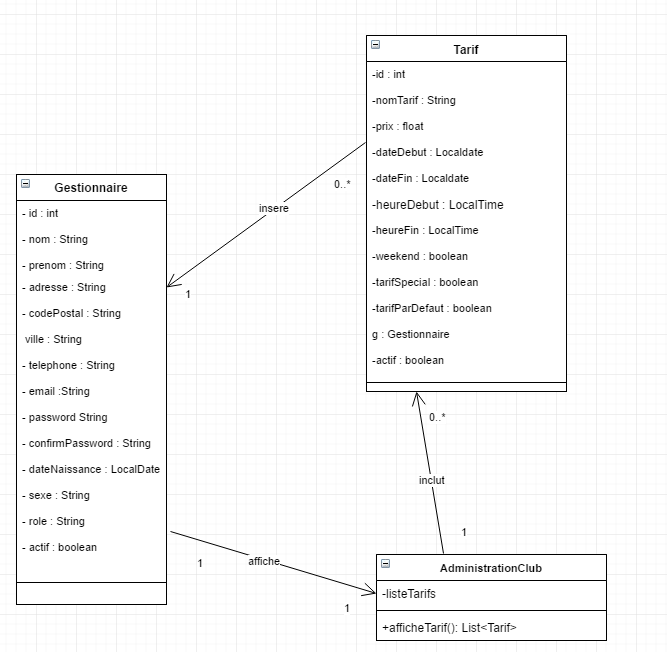 Tarif
-id : int
-nomTarif : String
-prix : float
-dateDebut : Localdate
-dateFin : Localdate
-heureDebut : LocalTime
-heureFin : LocalTime
-weekend : boolean
-tarifSpecial : boolean
-tarifParDefaut : boolean
g : Gestionnaire
-actif : boolean
Gestionnaire
- id : int
- nom : String
- prenom : String
- adresse : String
- codePostal : String
ville : String
- telephone : String
- email :String
- password String
- confirmPassword : String
- dateNaissance : LocalDate
- sexe : String
- role : String
- actif : boolean
0..*
insere
1
0..*
inclut
1
1
affiche
1
AdministrationClub
-listeTarifs
+afficheTarif(): List<Tarif>